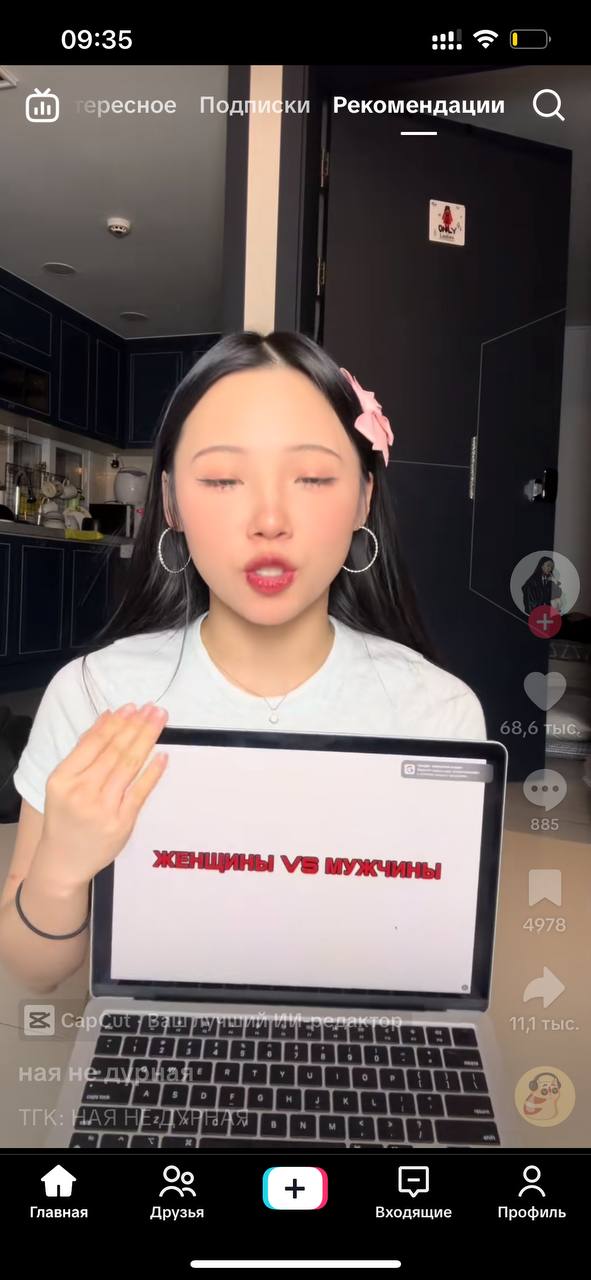 09:35
тересное Подписки Рекомендации
ONLY
Ladies
ЖЕНЩИНЫ VS МУЖЧИНЫ
68,6 тыс.
885
4978
11,1 тыс.
CapCut · Ваш лучший ИИ-редактор
ная не дурная
ТГК: НАЯ НЕ ДУРНАЯ
Главная Друзья Входящие Профиль